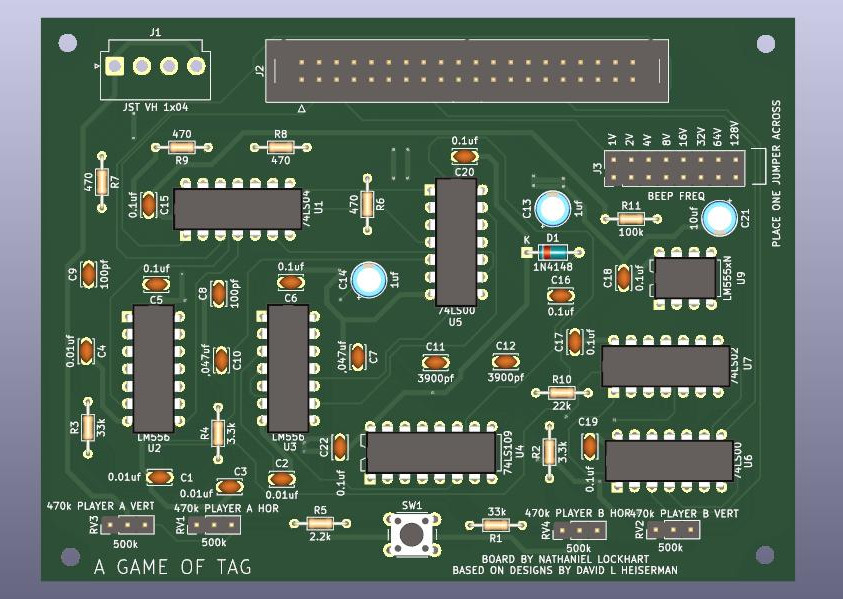 J1
JST VH 1x04
J2
1V
2V
4V
8V
16V
32V
64V
128V
J3
BEEP FREQ
PLACE ONE JUMPER ACROSS
470
R9
R8
470
470
R7
0.1uf
C15
74LS04
U1
470
R6
0.1uf
C20
74LS00
U5
C13
1uf
R11
100k
10uf
C21
K
D1
1N4148
C9
100pf
0.1uf
C5
C8
100pf
0.1uf
C6
C14
1uf
C16
0.1uf
C18
0.1uf
LM555xN
U9
0.01uf
C4
.047uf
C10
.047uf
C7
C11
3900pf
C12
3900pf
C17
0.1uf
74LS02
U7
R10
22k
R3
33k
LM556
U2
R4
3.3k
LM556
U3
C22
0.1uf
74LS109
U4
R2
3.3k
C19
0.1uf
74LS00
U6
0.01uf
C1
C3
0.01uf
C2
0.01uf
470k PLAYER A VERT
RV3
500k
470k PLAYER A HOR
RV1
500k
R5
2.2k
SW1
33k
R1
470k PLAYER B HOR
RV4
500k
470k PLAYER B VERT
RV2
500k
A GAME OF TAG
BOARD BY NATHANIEL LOCKHART
BASED ON DESIGNS BY DAVID L HEISERMAN